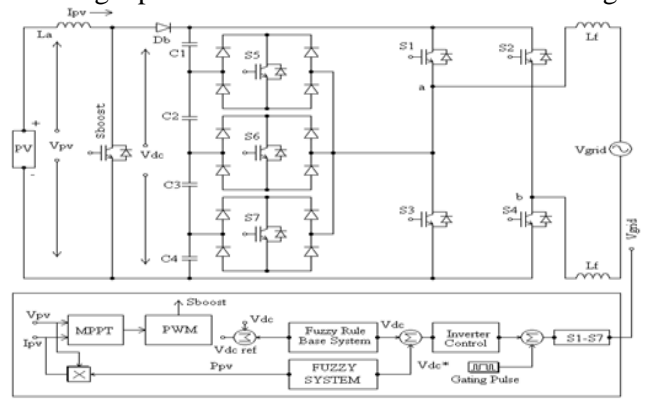 Ipv
La
Db
C1
S5
S1
S2
Lf
a
+
PV
Vpv
Sboost
Vdc
C2
S6
Vgrid
C3
-
b
S7
S3
S4
C4
Lf
Vgrid
Sboost
Vpv
Ipv
MPPT
PWM
Vdc
Vdc ref
Fuzzy Rule
Base System
Vdc
Inverter
Control
S1-S7
Ppv
FUZZY
SYSTEM
Vdc*
Gating Pulse